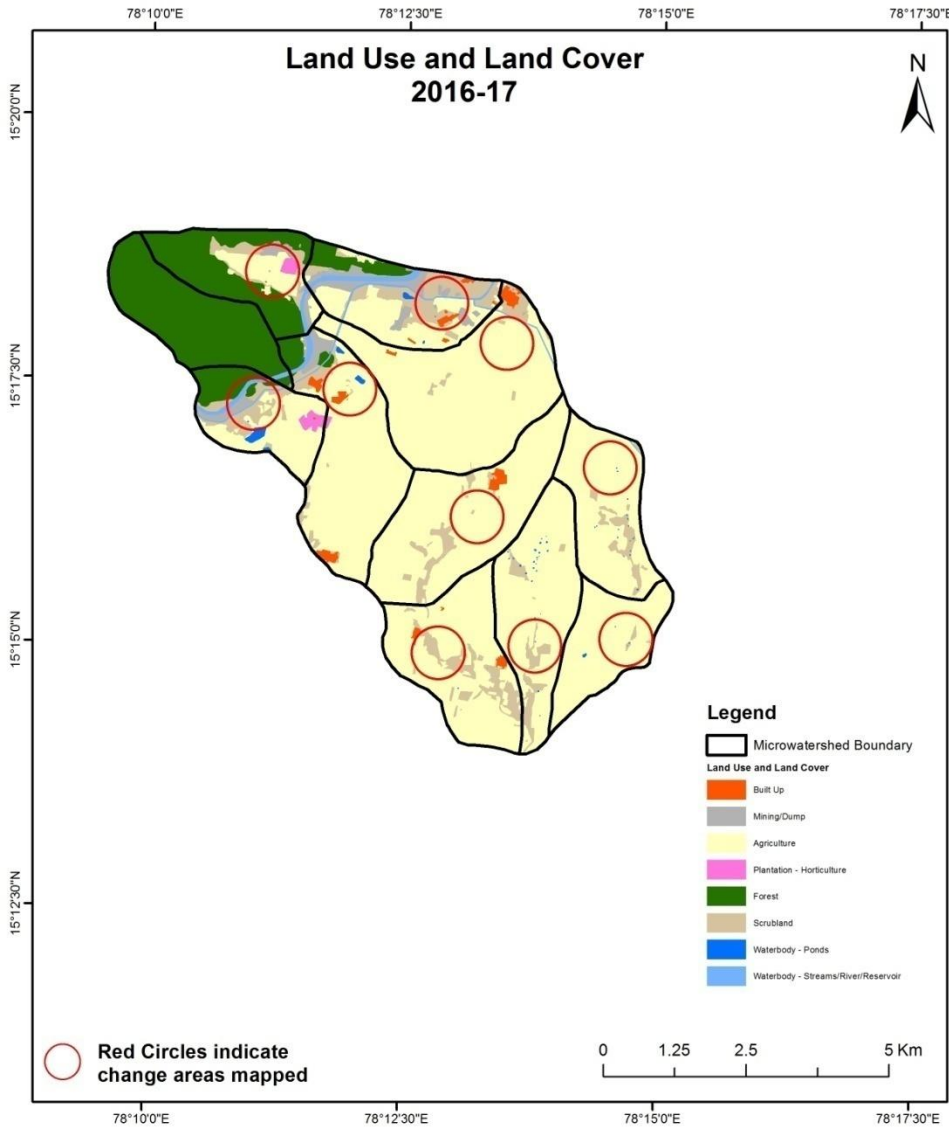 78°10'0"E 78°12'30"E 78°15'0"E 78°17'30"E
Land Use and Land Cover
2016-17
N
15°20'0"N
15°17'30"N
15°15'0"N
15°12'30"N
Legend
Microwatershed Boundary
Land Use and Land Cover
Built Up
Mining/Dump
Agriculture
Plantation - Horticulture
Forest
Scrubland
Waterbody - Ponds
Waterbody - Streams/River/Reservoir
Red Circles indicate
change areas mapped
0 1.25 2.5 5 Km
78°10'0"E 78°12'30"E 78°15'0"E 78°17'30"E